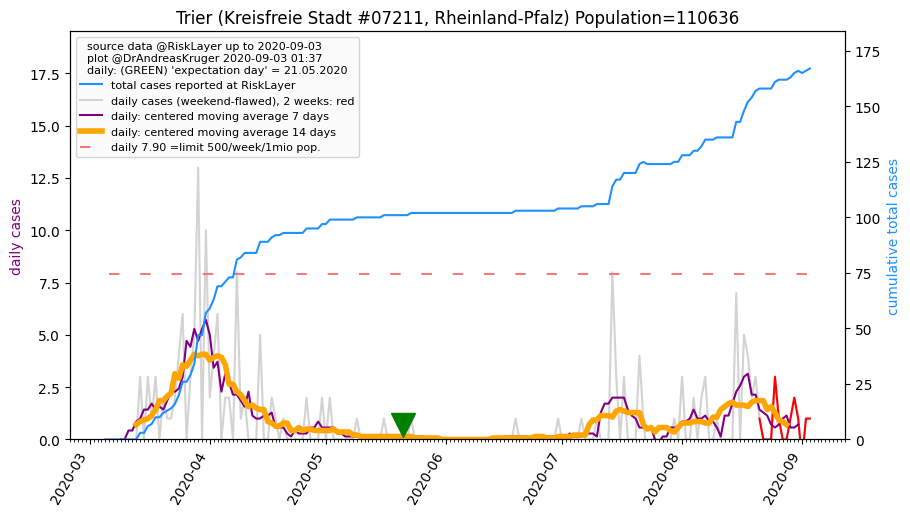 Trier (Kreisfreie Stadt #07211, Rheinland-Pfalz) Population=110636
source data @RiskLayer up to 2020-09-03
plot @DrAndreasKruger 2020-09-03 01:37
daily: (GREEN) 'expectation day' = 21.05.2020
total cases reported at RiskLayer
daily cases (weekend-flawed), 2 weeks: red
daily: centered moving average 7 days
daily: centered moving average 14 days
daily 7.90 =limit 500/week/1mio pop.
daily cases
17.5
15.0
12.5
10.0
7.5
5.0
2.5
0.0
cumulative total cases
175
150
125
100
75
50
25
0
2020-03
2020-04
2020-05
2020-06
2020-07
2020-08
2020-09